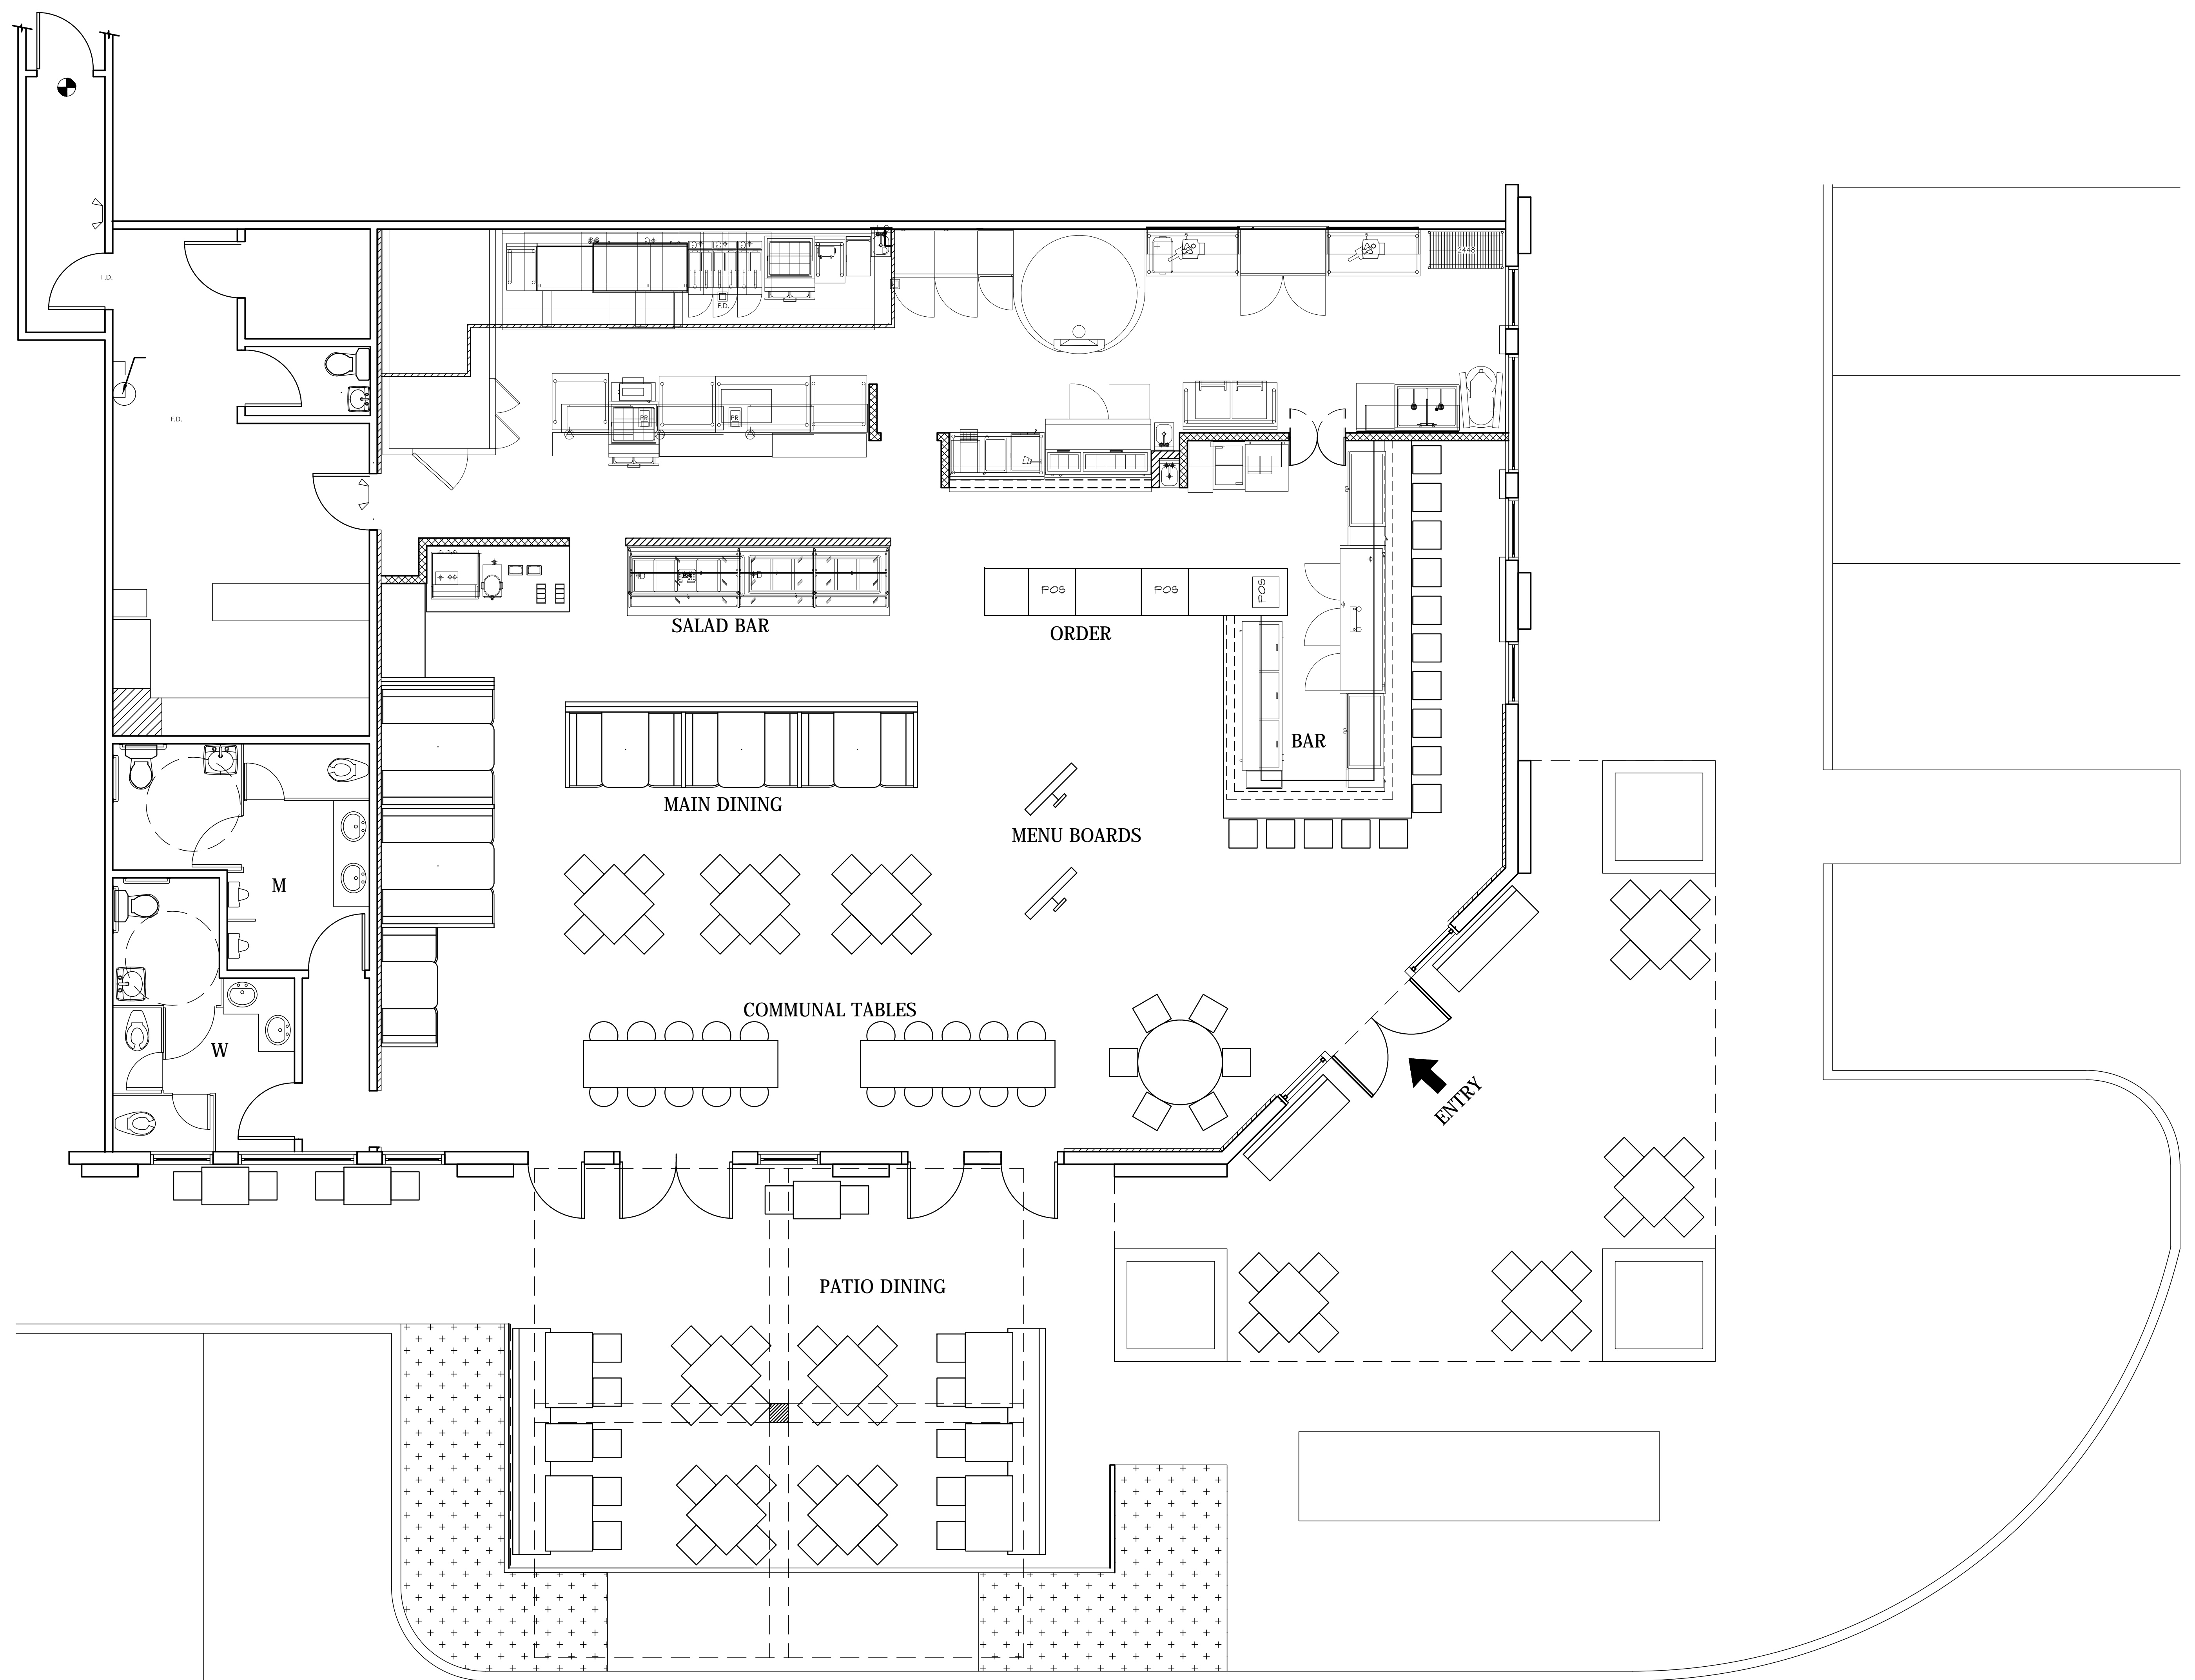 2448
F.D.
F.D.
F.D.
PR
PR
POS
POS
POS
SALAD BAR
ORDER
BAR
MAIN DINING
MENU BOARDS
M
COMMUNAL TABLES
W
ENTRY
PATIO DINING